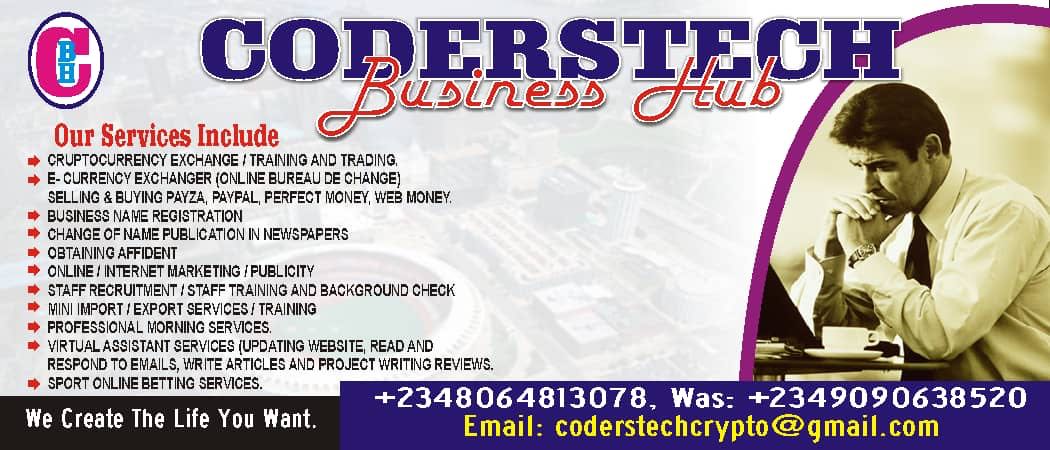 CBH
CODERSTECH
Business Hub
Our Services Include
CRUPTOCURRENCY EXCHANGE / TRAINING AND TRADING.
E- CURRENCY EXCHANGER (ONLINE BUREAU DE CHANGE)
SELLING & BUYING PAYZA, PAYPAL, PERFECT MONEY, WEB MONEY.
BUSINESS NAME REGISTRATION
CHANGE OF NAME PUBLICATION IN NEWSPAPERS
OBTAINING AFFIDENT
ONLINE / INTERNET MARKETING / PUBLICITY
STAFF RECRUITMENT / STAFF TRAINING AND BACKGROUND CHECK
MINI IMPORT / EXPORT SERVICES / TRAINING
PROFESSIONAL MORNING SERVICES.
VIRTUAL ASSISTANT SERVICES (UPDATING WEBSITE, READ AND
RESPOND TO EMAILS, WRITE ARTICLES AND PROJECT WRITING REVIEWS.
SPORT ONLINE BETTING SERVICES.
We Create The Life You Want.
+2348064813078, Was: +2349090638520
Email: coderstechcrypto@gmail.com